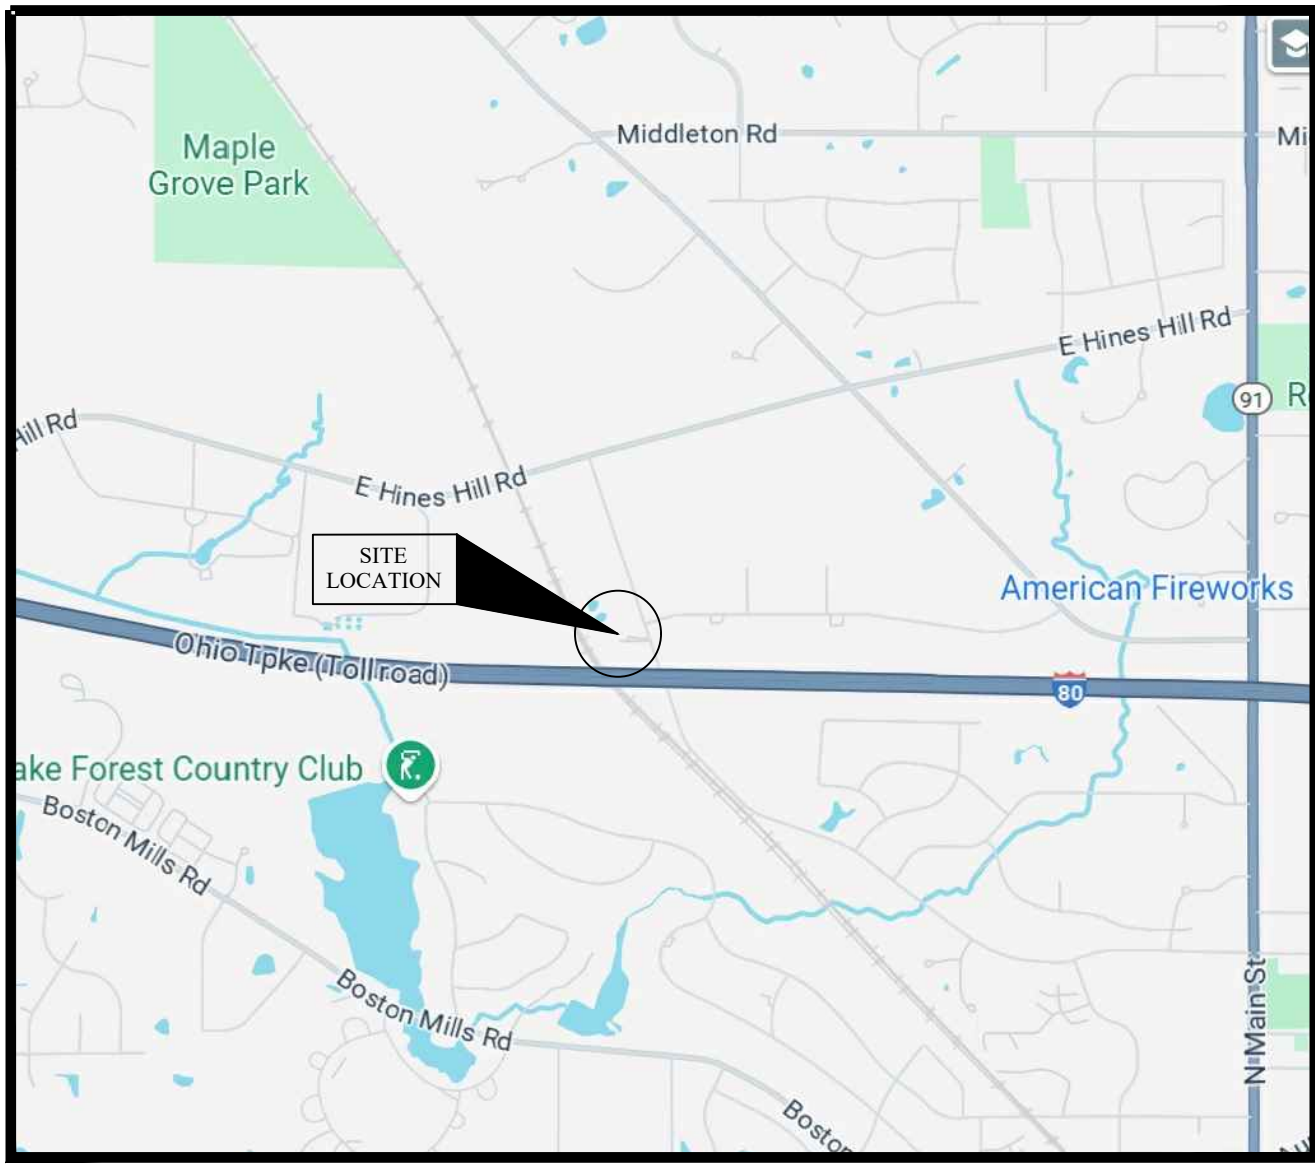 Middleton Rd
Mi
Maple
Grove Park
E Hines Hill Rd
91
R
Hill Rd
E Hines Hill Rd
SITE
LOCATION
American Fireworks
Ohio Tpke (Toll road)
80
ake Forest Country Club
Boston Mills Rd
Boston Mills Rd
N Main St
Boston